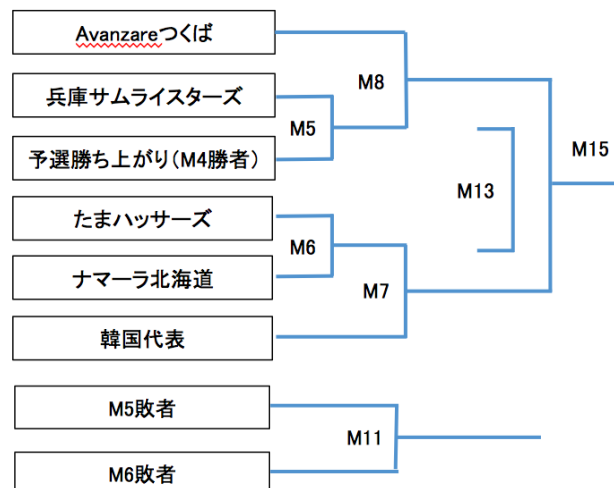 Avanzareつくば
M8
兵庫サムライスターズ
M5
予選勝ち上がり(M4勝者)
M15
M13
たまハッサーズ
M6
ナマーラ北海道
M7
韓国代表
M5敗者
M11
M6敗者